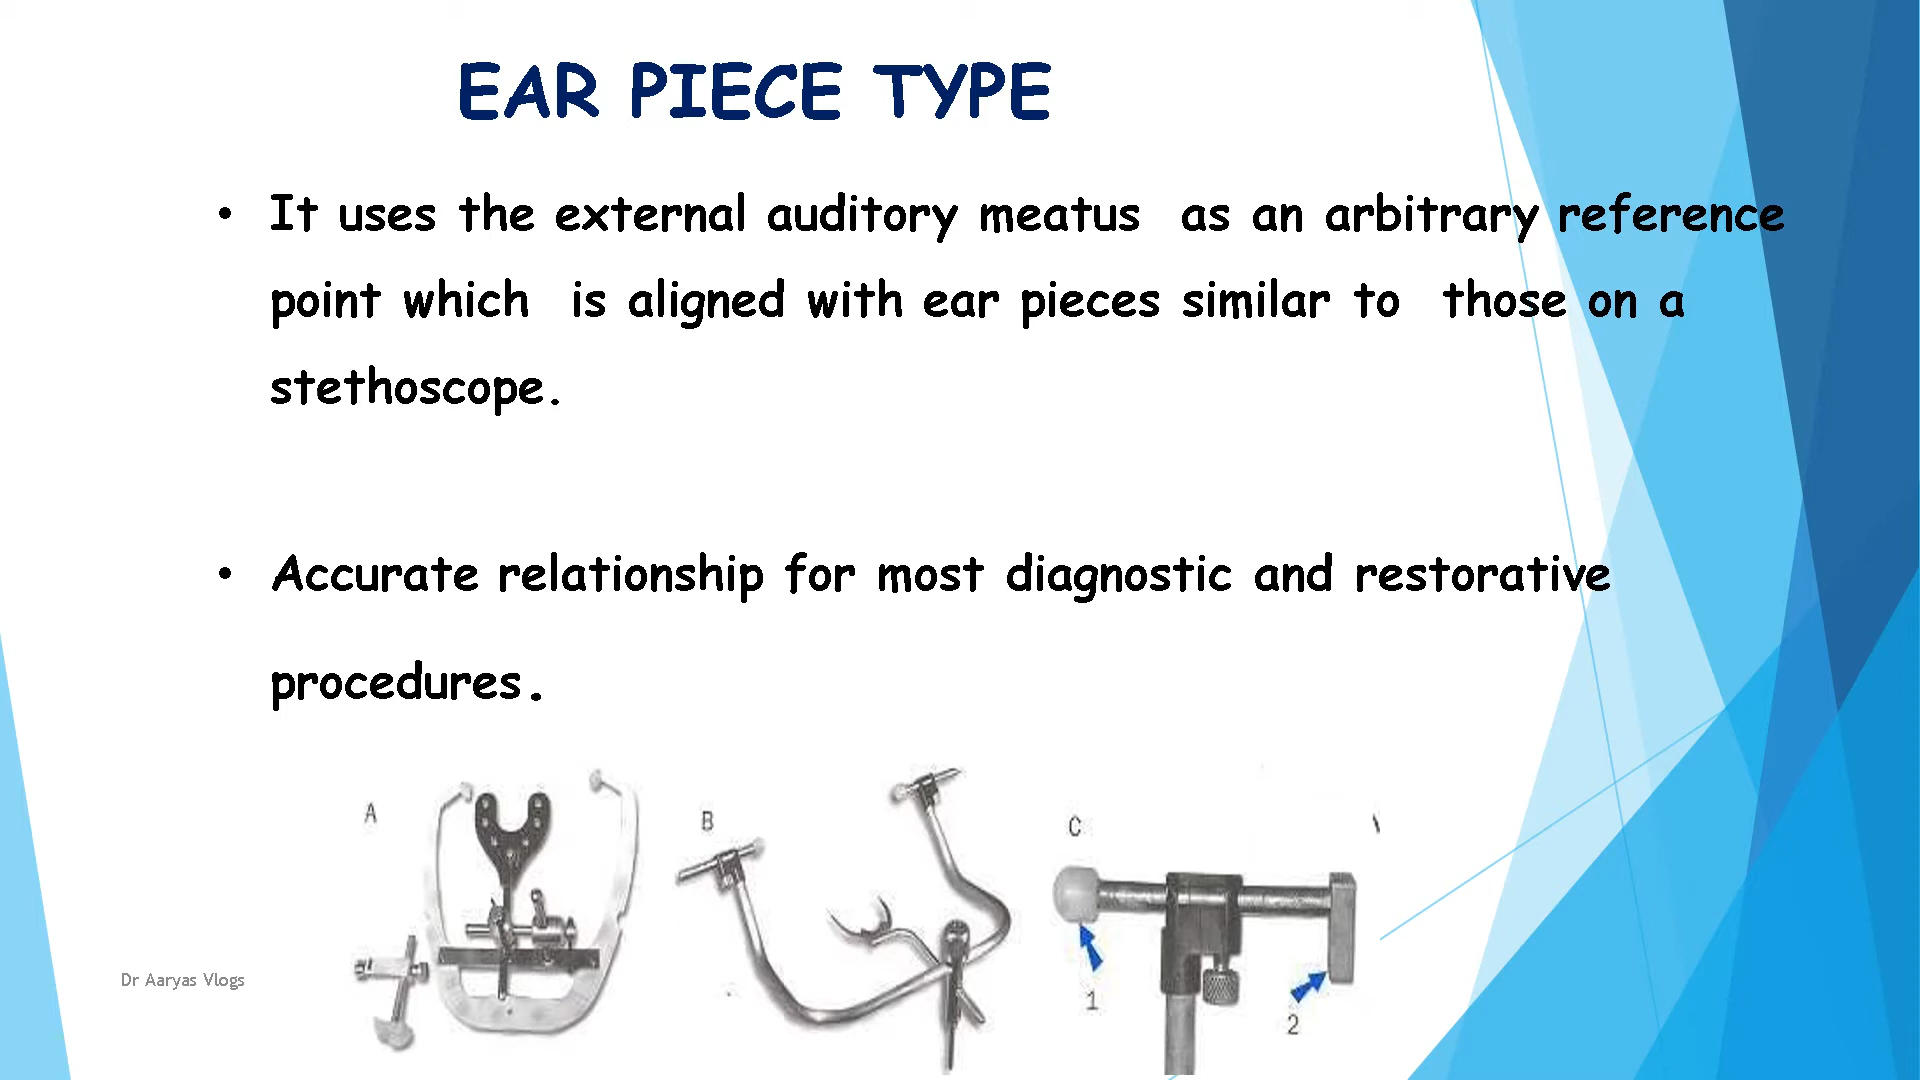 EAR PIECE TYPE
• It uses the external auditory meatus as an arbitrary reference
point which is aligned with ear pieces similar to those on a
stethoscope.
• Accurate relationship for most diagnostic and restorative
procedures.
A
B
C
1
2
Dr Aaryas Vlogs